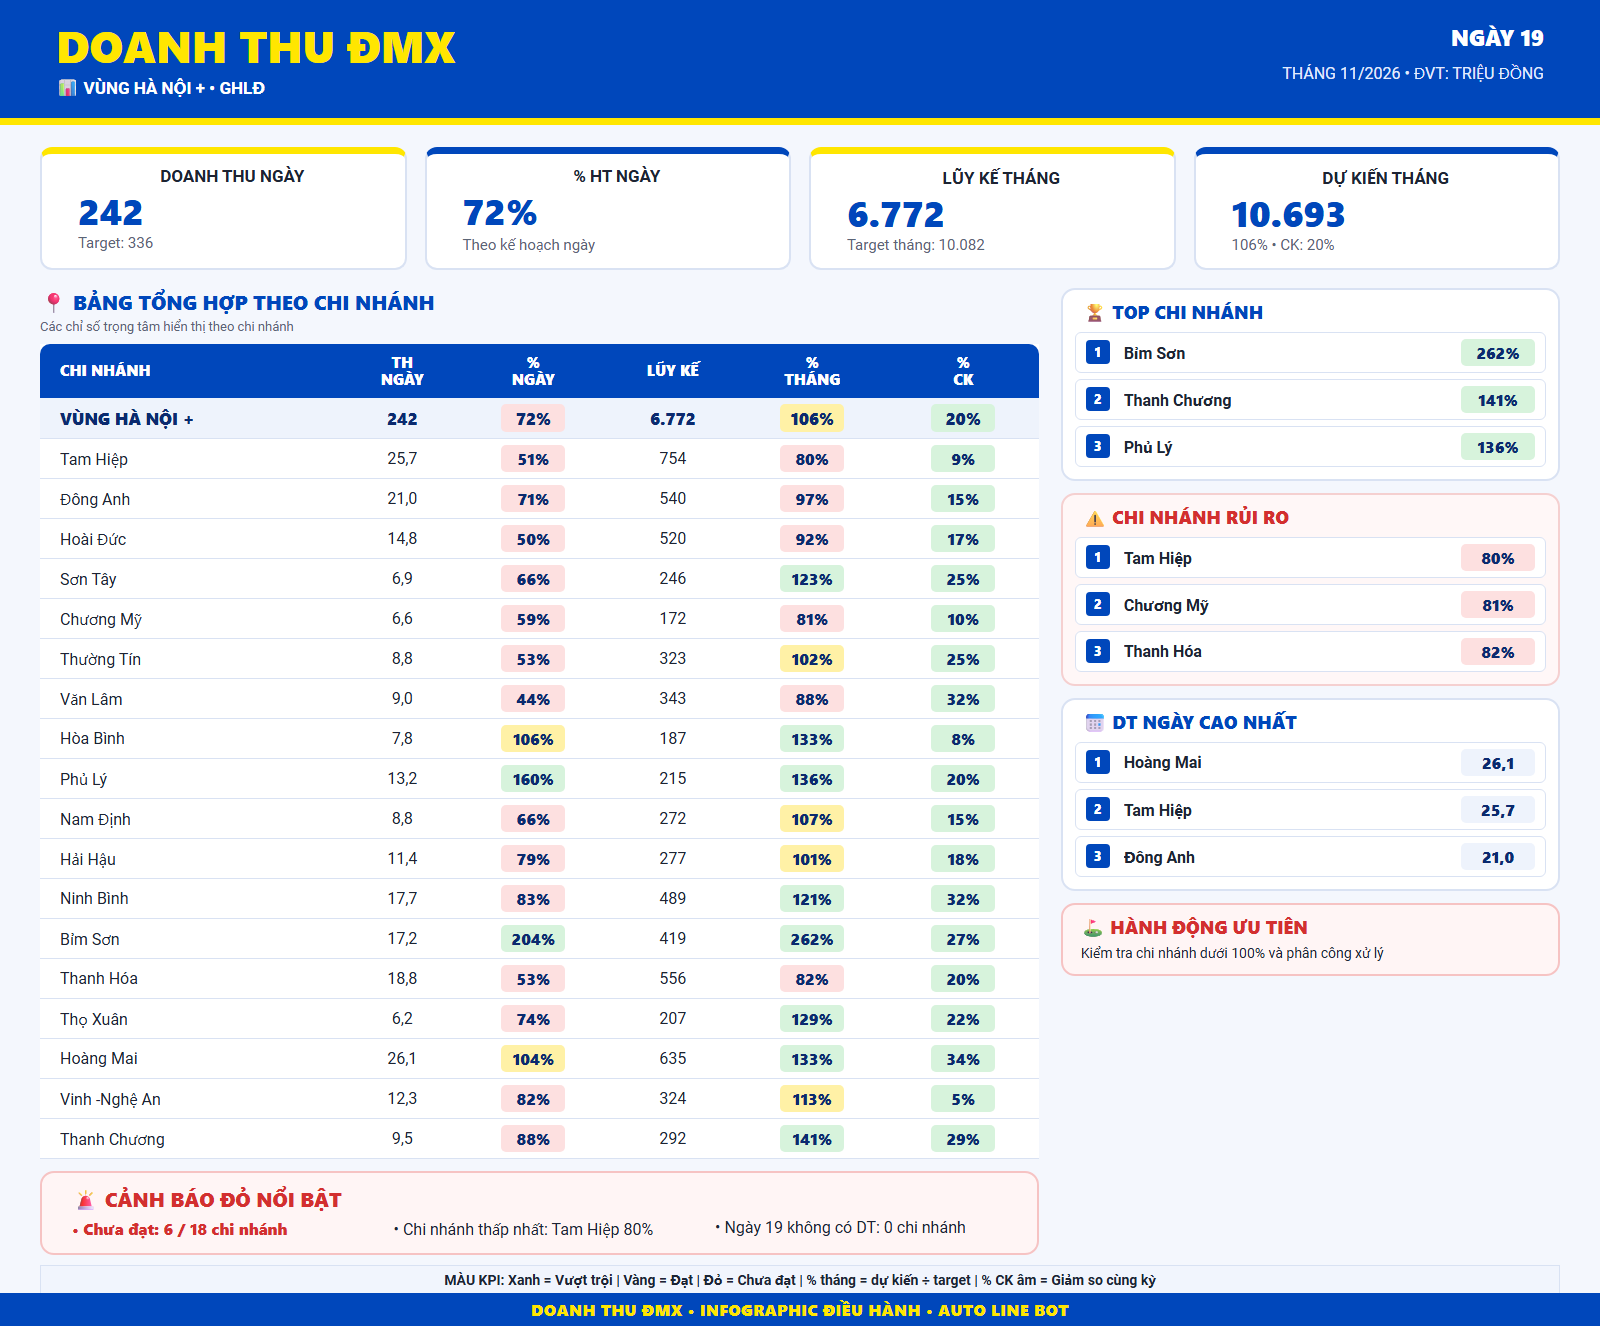 DOANH THU ĐMX
VÙNG HÀ NỘI + • GHLĐ
NGÀY 19
THÁNG 11/2026 • ĐVT: TRIỆU ĐỒNG
DOANH THU NGÀY
242
Target: 336
% HT NGÀY
72%
Theo kế hoạch ngày
LŨY KẾ THÁNG
6.772
Target tháng: 10.082
DỰ KIẾN THÁNG
10.693
106% • CK: 20%
BẢNG TỔNG HỢP THEO CHI NHÁNH
Các chỉ số trọng tâm hiển thị theo chi nhánh
CHI NHÁNH TH NGÀY % NGÀY LŨY KẾ % THÁNG % CK
VÙNG HÀ NỘI + 242 72% 6.772 106% 20%
Tam Hiệp 25,7 51% 754 80% 9%
Đông Anh 21,0 71% 540 97% 15%
Hoài Đức 14,8 50% 520 92% 17%
Sơn Tây 6,9 66% 246 123% 25%
Chương Mỹ 6,6 59% 172 81% 10%
Thường Tín 8,8 53% 323 102% 25%
Văn Lâm 9,0 44% 343 88% 32%
Hòa Bình 7,8 106% 187 133% 8%
Phủ Lý 13,2 160% 215 136% 20%
Nam Định 8,8 66% 272 107% 15%
Hải Hậu 11,4 79% 277 101% 18%
Ninh Bình 17,7 83% 489 121% 32%
Bỉm Sơn 17,2 204% 419 262% 27%
Thanh Hóa 18,8 53% 556 82% 20%
Thọ Xuân 6,2 74% 207 129% 22%
Hoàng Mai 26,1 104% 635 133% 34%
Vinh -Nghệ An 12,3 82% 324 113% 5%
Thanh Chương 9,5 88% 292 141% 29%
TOP CHI NHÁNH
1 Bỉm Sơn 262%
2 Thanh Chương 141%
3 Phủ Lý 136%
CHI NHÁNH RỦI RO
1 Tam Hiệp 80%
2 Chương Mỹ 81%
3 Thanh Hóa 82%
DT NGÀY CAO NHẤT
1 Hoàng Mai 26,1
2 Tam Hiệp 25,7
3 Đông Anh 21,0
HÀNH ĐỘNG ƯU TIÊN
Kiểm tra chi nhánh dưới 100% và phân công xử lý
CẢNH BÁO ĐỎ NỔI BẬT
• Chưa đạt: 6 / 18 chi nhánh
• Chi nhánh thấp nhất: Tam Hiệp 80%
• Ngày 19 không có DT: 0 chi nhánh
MÀU KPI: Xanh = Vượt trội | Vàng = Đạt | Đỏ = Chưa đạt | % tháng = dự kiến ÷ target | % CK âm = Giảm so cùng kỳ
DOANH THU ĐMX • INFOGRAPHIC ĐIỀU HÀNH • AUTO LINE BOT